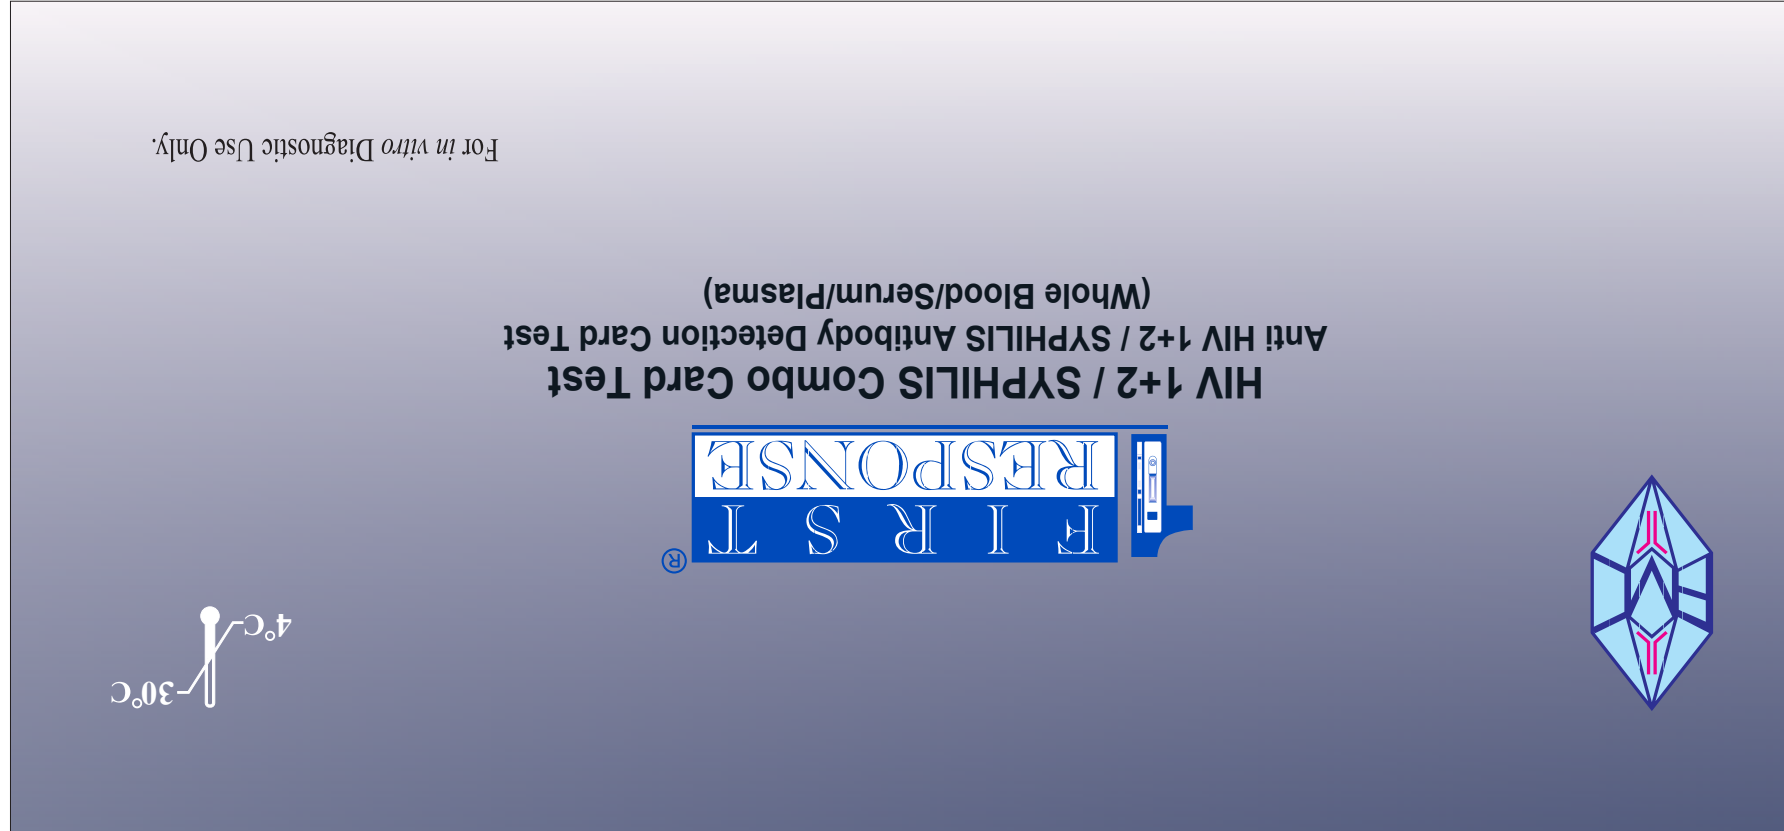 4°C
30°C
FIRST
RESPONSE
®
HIV 1+2 / SYPHILIS Combo Card Test
Anti HIV 1+2 / SYPHILIS Antibody Detection Card Test
(Whole Blood/Serum/Plasma)
For in vitro Diagnostic Use Only.